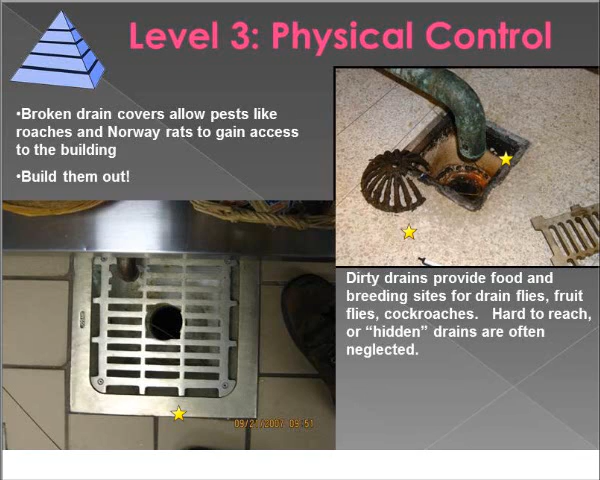 Level 3: Physical Control
•Broken drain covers allow pests like
roaches and Norway rats to gain access
to the building
•Build them out!
Dirty drains provide food and
breeding sites for drain flies, fruit
flies, cockroaches.   Hard to reach,
or “hidden” drains are often
neglected.
09/21/2007 09:51